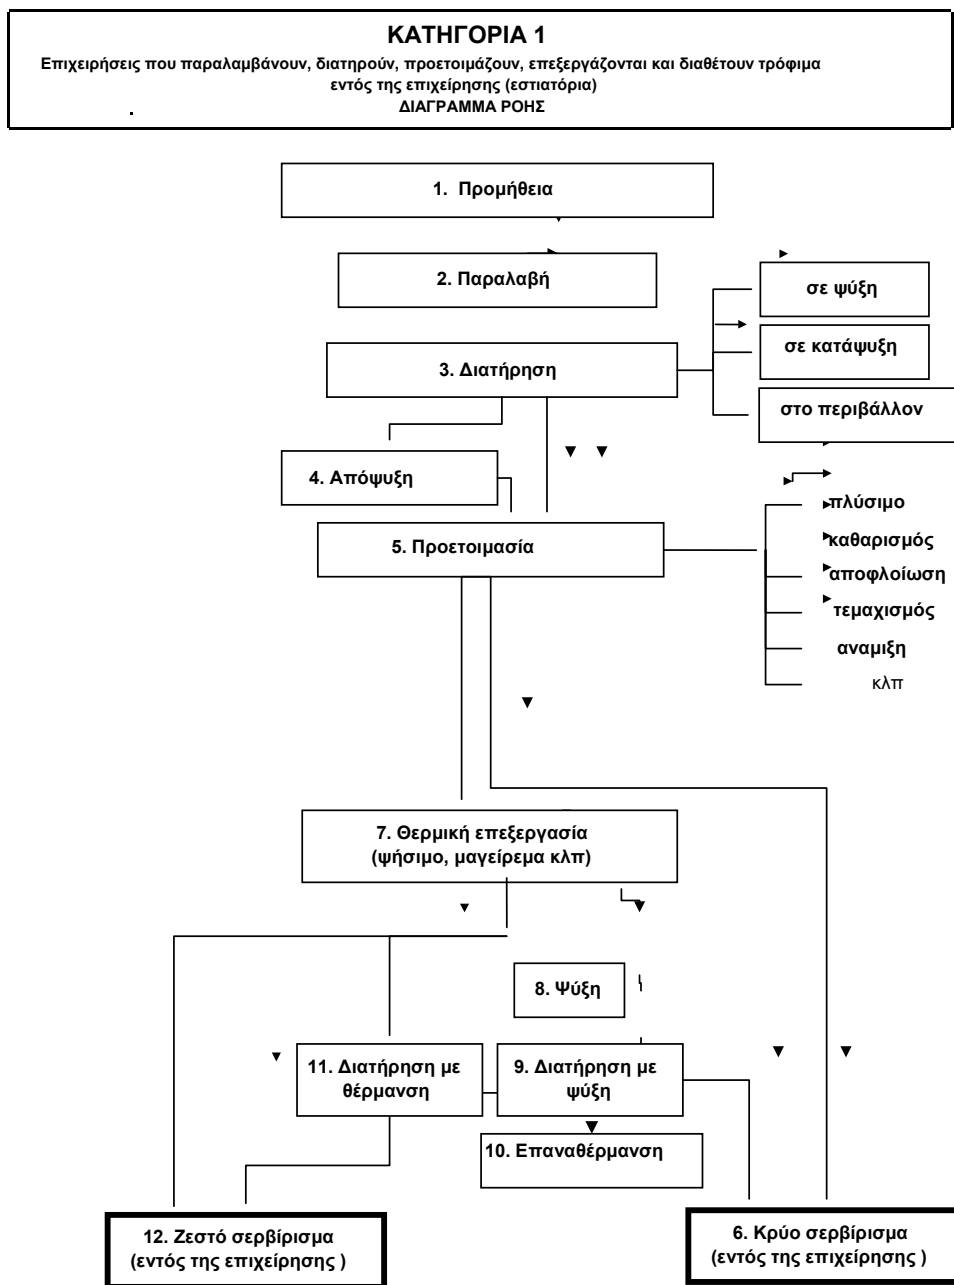 ΚΑΤΗΓΟΡΙΑ 1
Επιχειρήσεις που παραλαμβάνουν, διατηρούν, προετοιμάζουν, επεξεργάζονται και διαθέτουν τρόφιμα
εντός της επιχείρησης (εστιατόρια)
ΔΙΑΓΡΑΜΜΑ ΡΟΗΣ
1. Προμήθεια
2. Παραλαβή
σε ψύξη
σε κατάψυξη
3. Διατήρηση
στο περιβάλλον
4. Απόψυξη
5. Προετοιμασία
πλύσιμο
καθαρισμός
αποφλοίωση
τεμαχισμός
αναμιξη
κλπ
7. Θερμική επεξεργασία
(ψήσιμο, μαγείρεμα κλπ)
8. Ψύξη
11. Διατήρηση με
θέρμανση
9. Διατήρηση με
ψύξη
10. Επαναθέρμανση
12. Ζεστό σερβίρισμα
(εντός της επιχείρησης )
6. Κρύο σερβίρισμα
(εντός της επιχείρησης )